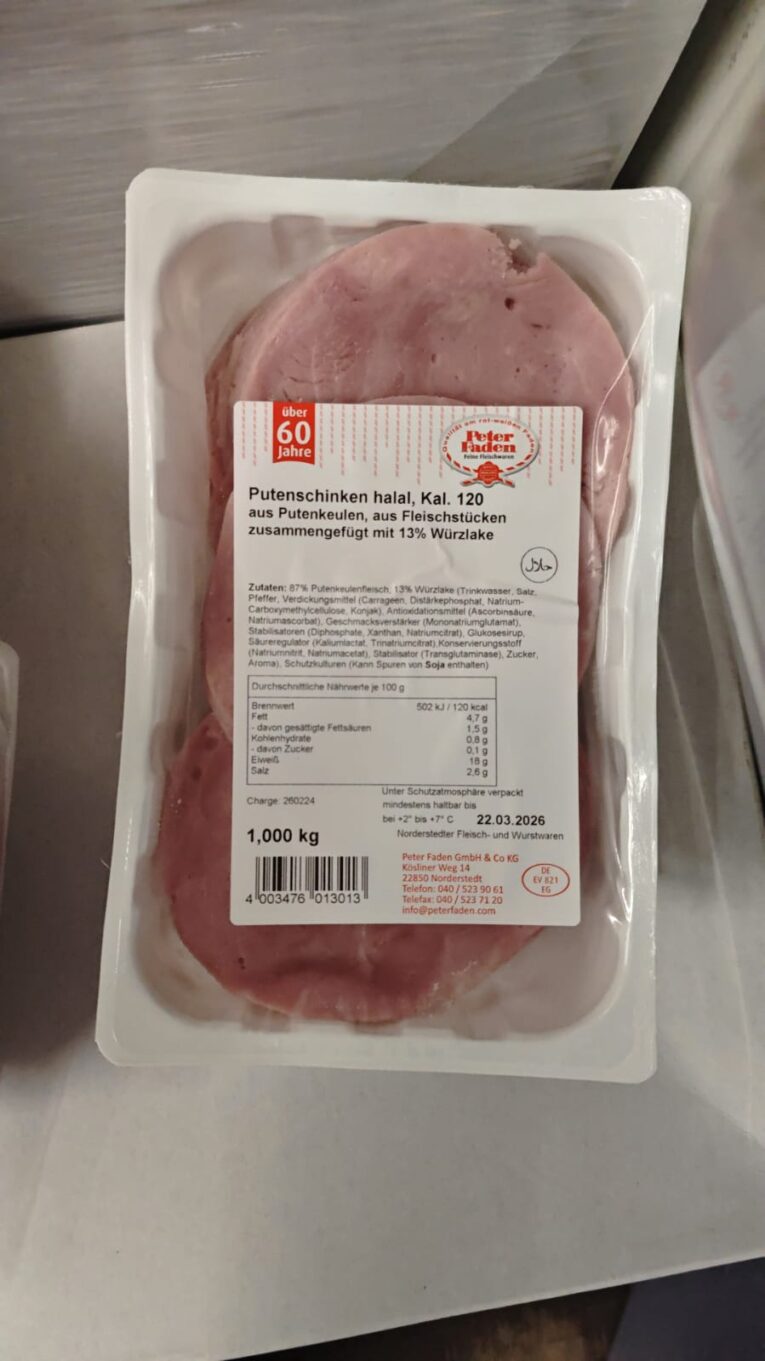 über
60
Jahre
Qualität am rot-weißen Faden
Peter
Faden
Feine Fleischwaren
Putenschinken halal, Kal. 120
aus Putenkeulen, aus Fleischstücken
zusammengefügt mit 13% Würzlake
حلال
Zutaten: 87% Putenkeulenfleisch, 13% Würzlake (Trinkwasser, Salz,
Pfeffer, Verdickungsmittel (Carrageen, Distärkephosphat, Natrium-
Carboxymethylcellulose, Konjak), Antioxidationsmittel (Ascorbinsäure,
Natriumascorbat), Geschmacksverstärker (Mononatriumglutamat),
Stabilisatoren (Diphosphate, Xanthan, Natriumcitrat), Glukosesirup,
Säureregulator (Kaliumlactat, Trinatriumcitrat),Konservierungsstoff
(Natriumnitrit, Natriumacetat), Stabilisator (Transglutaminase), Zucker,
Aroma), Schutzkulturen (Kann Spuren von Soja enthalten)
Durchschnittliche Nährwerte je 100 g
Brennwert 502 kJ / 120 kcal
Fett 4,7 g
- davon gesättigte Fettsäuren 1,5 g
Kohlenhydrate 0,8 g
- davon Zucker 0,1 g
Eiweiß 18 g
Salz 2,6 g
Unter Schutzatmosphäre verpackt
Charge: 260224
mindestens haltbar bis
bei +2° bis +7° C 22.03.2026
1,000 kg
Norderstedter Fleisch- und Wurstwaren
Peter Faden GmbH & Co KG
Kösliner Weg 14
22850 Norderstedt
Telefon: 040 / 523 90 61
Telefax: 040 / 523 71 20
info@peterfaden.com
DE
EV 821
EG
4 003476 013013